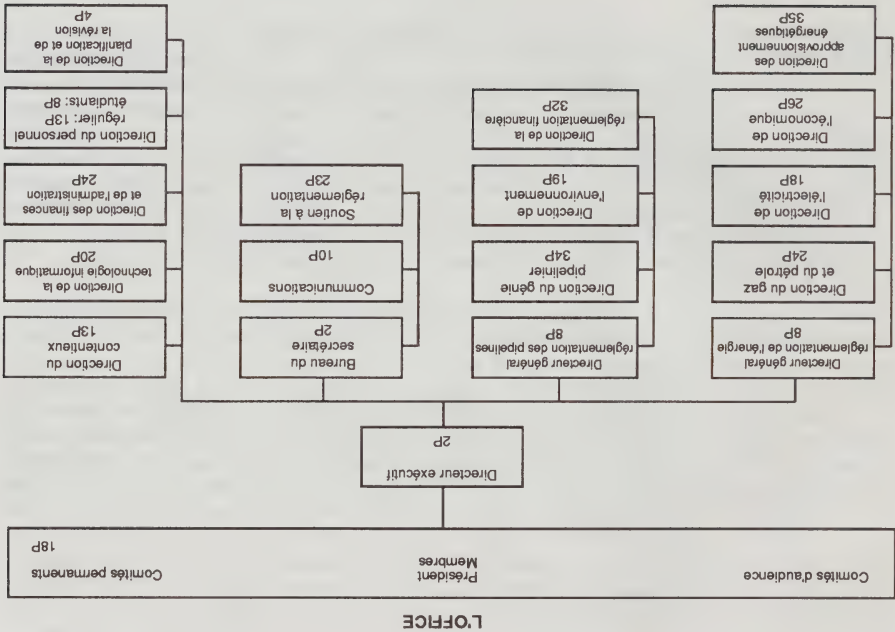 L'OFFICE
Comités d'audience
Président
Membres
Comités permanents
18P
Directeur exécutif
2P
Directeur général
réglementation de l'énergie
8P
Direction du gaz
et du pétrole
24P
Direction de
l'électricité
18P
Direction de
l'économique
26P
Direction des
approvisionnement
énergétiques
35P
Directeur général
réglementation des pipelines
8P
Direction du génie
pipelinier
34P
Direction de
l'environnement
19P
Direction de la
réglementation financière
32P
Bureau du
secrétaire
2P
Communications
10P
Soutien à la
réglementation
23P
Direction du
contentieux
13P
Direction de la
technologie informatique
20P
Direction des finances
et de l'administration
24P
Direction du personnel
régulier: 13P
étudiants: 8P
Direction de la
planification et de
la révision
4P